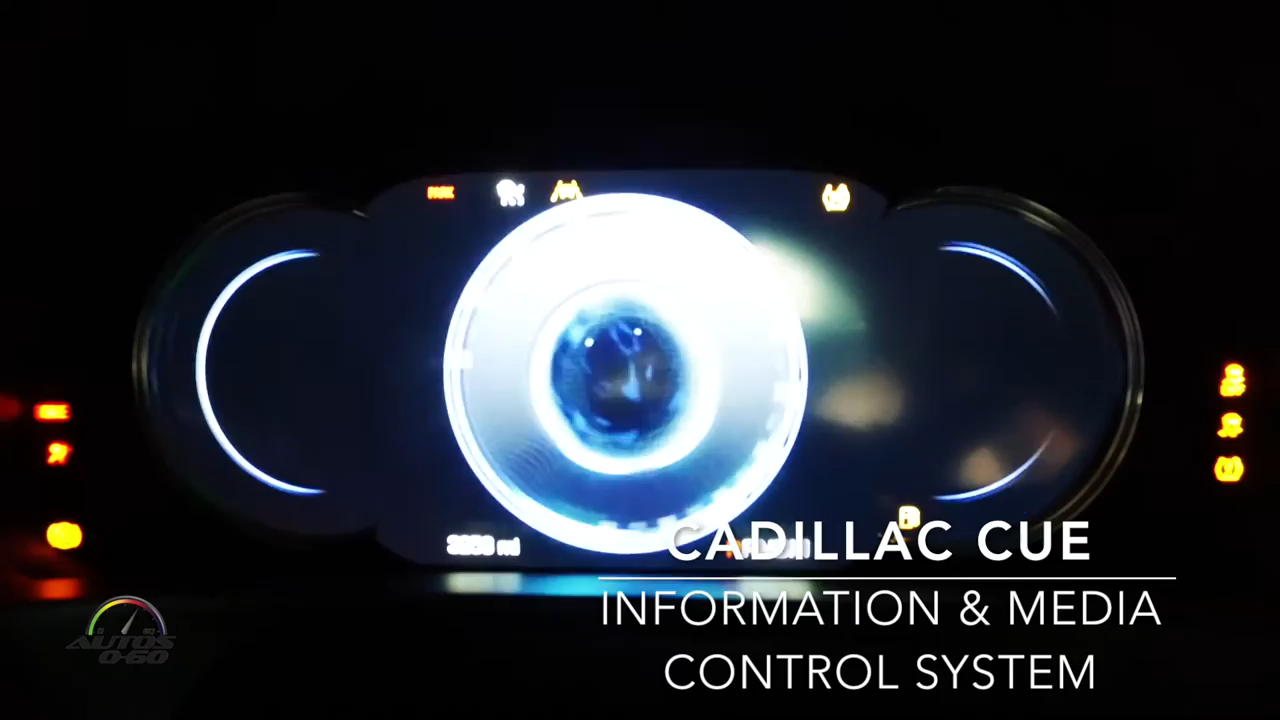 CADILLAC CUE
INFORMATION & MEDIA
CONTROL SYSTEM
AUTOS
0-60